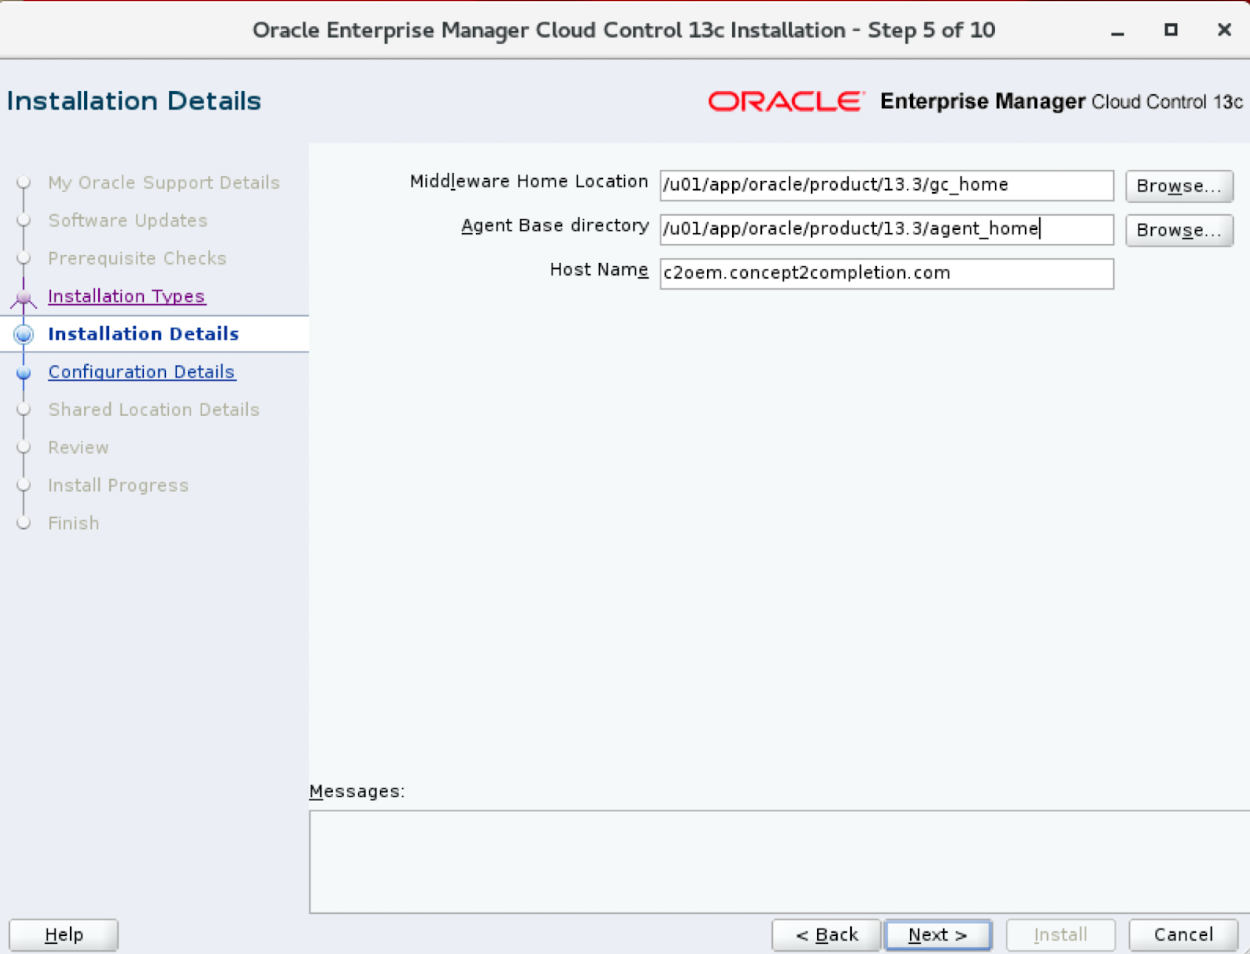 Oracle Enterprise Manager Cloud Control 13c Installation - Step 5 of 10
Installation Details
ORACLE Enterprise Manager Cloud Control 13c
My Oracle Support Details
Software Updates
Prerequisite Checks
Installation Types
Installation Details
Configuration Details
Shared Location Details
Review
Install Progress
Finish
Middleware Home Location /u01/app/oracle/product/13.3/gc_home Browse...
Agent Base directory /u01/app/oracle/product/13.3/agent_home Browse...
Host Name c2oem.concept2completion.com
Messages:
Help < Back Next > Install Cancel